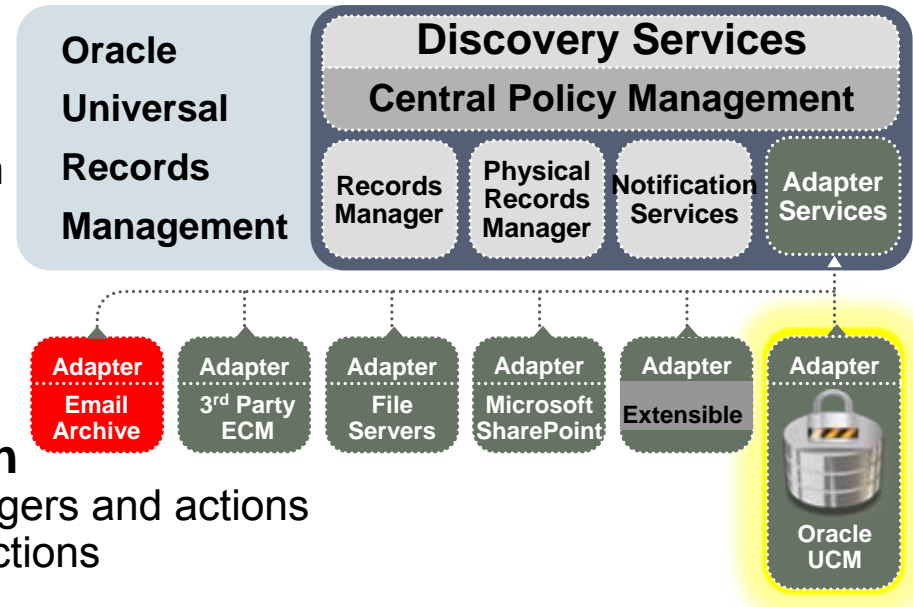 Oracle
Universal
Records
Management
Discovery Services
Central Policy Management
Records
Manager
Physical
Records
Manager
Notification
Services
Adapter
Services
Adapter
Email
Archive
Adapter
3rd Party
ECM
Adapter
File
Servers
Adapter
Microsoft
SharePoint
Adapter
Extensible
Adapter
Oracle
UCM
gers and actions
ctions